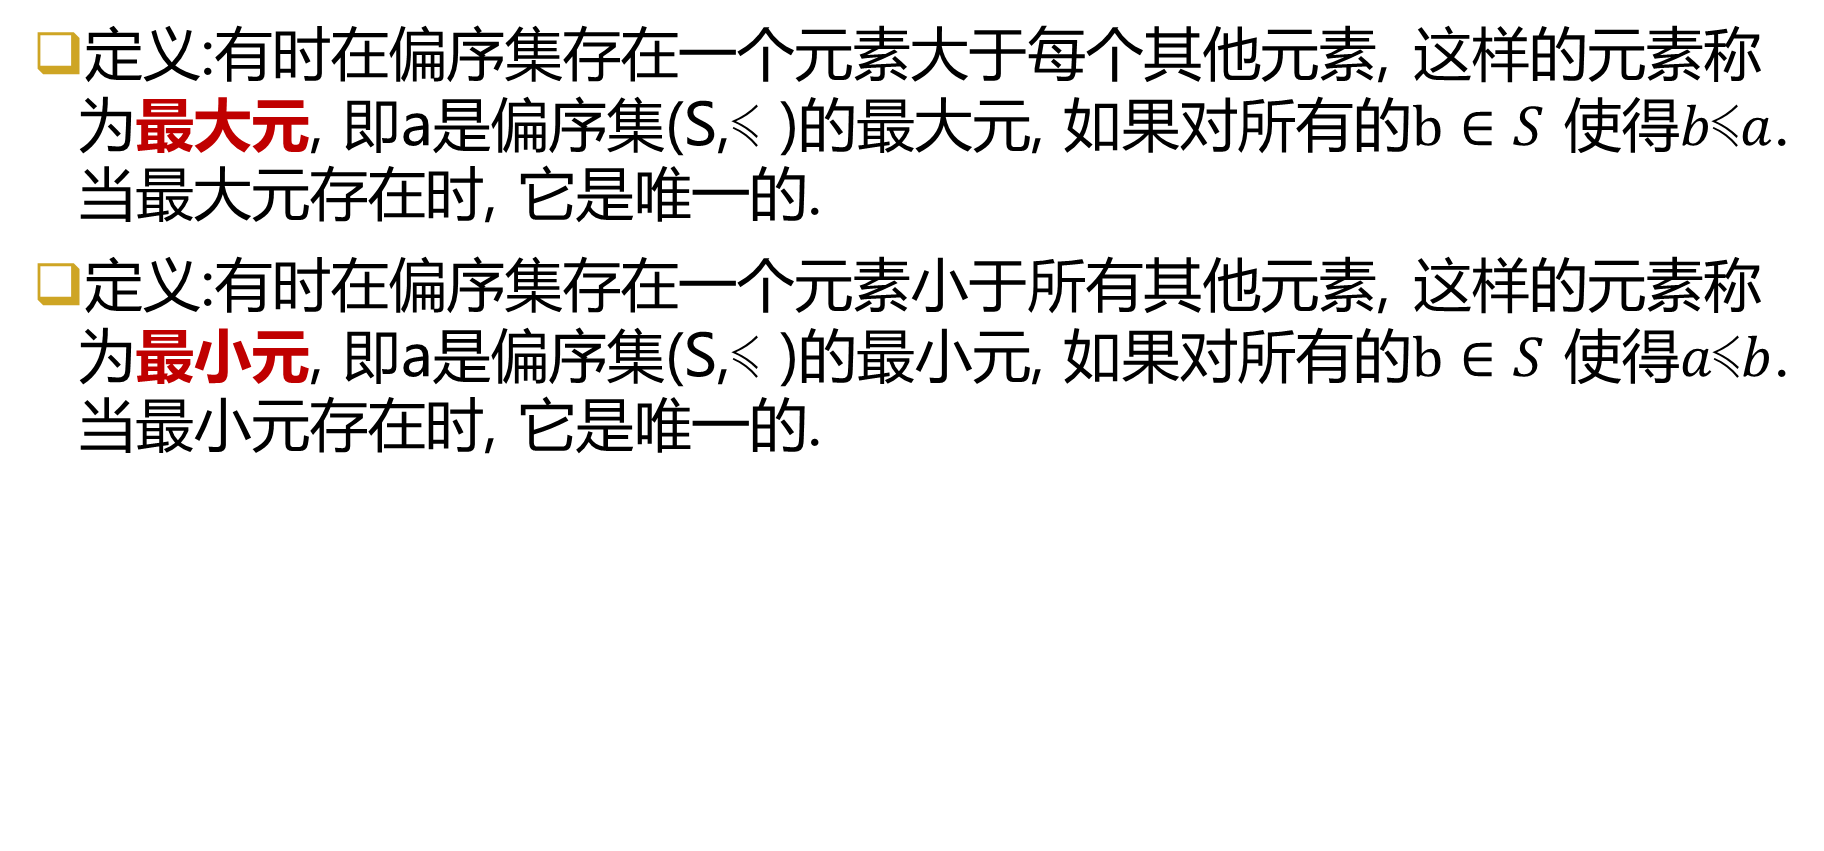 ❑定义:有时在偏序集存在一个元素大于每个其他元素, 这样的元素称
为最大元, 即a是偏序集(S,≼ )的最大元, 如果对所有的b ∈ S 使得b≼a.
当最大元存在时, 它是唯一的.
❑定义:有时在偏序集存在一个元素小于所有其他元素, 这样的元素称
为最小元, 即a是偏序集(S,≼ )的最小元, 如果对所有的b ∈ S 使得a≼b.
当最小元存在时, 它是唯一的.